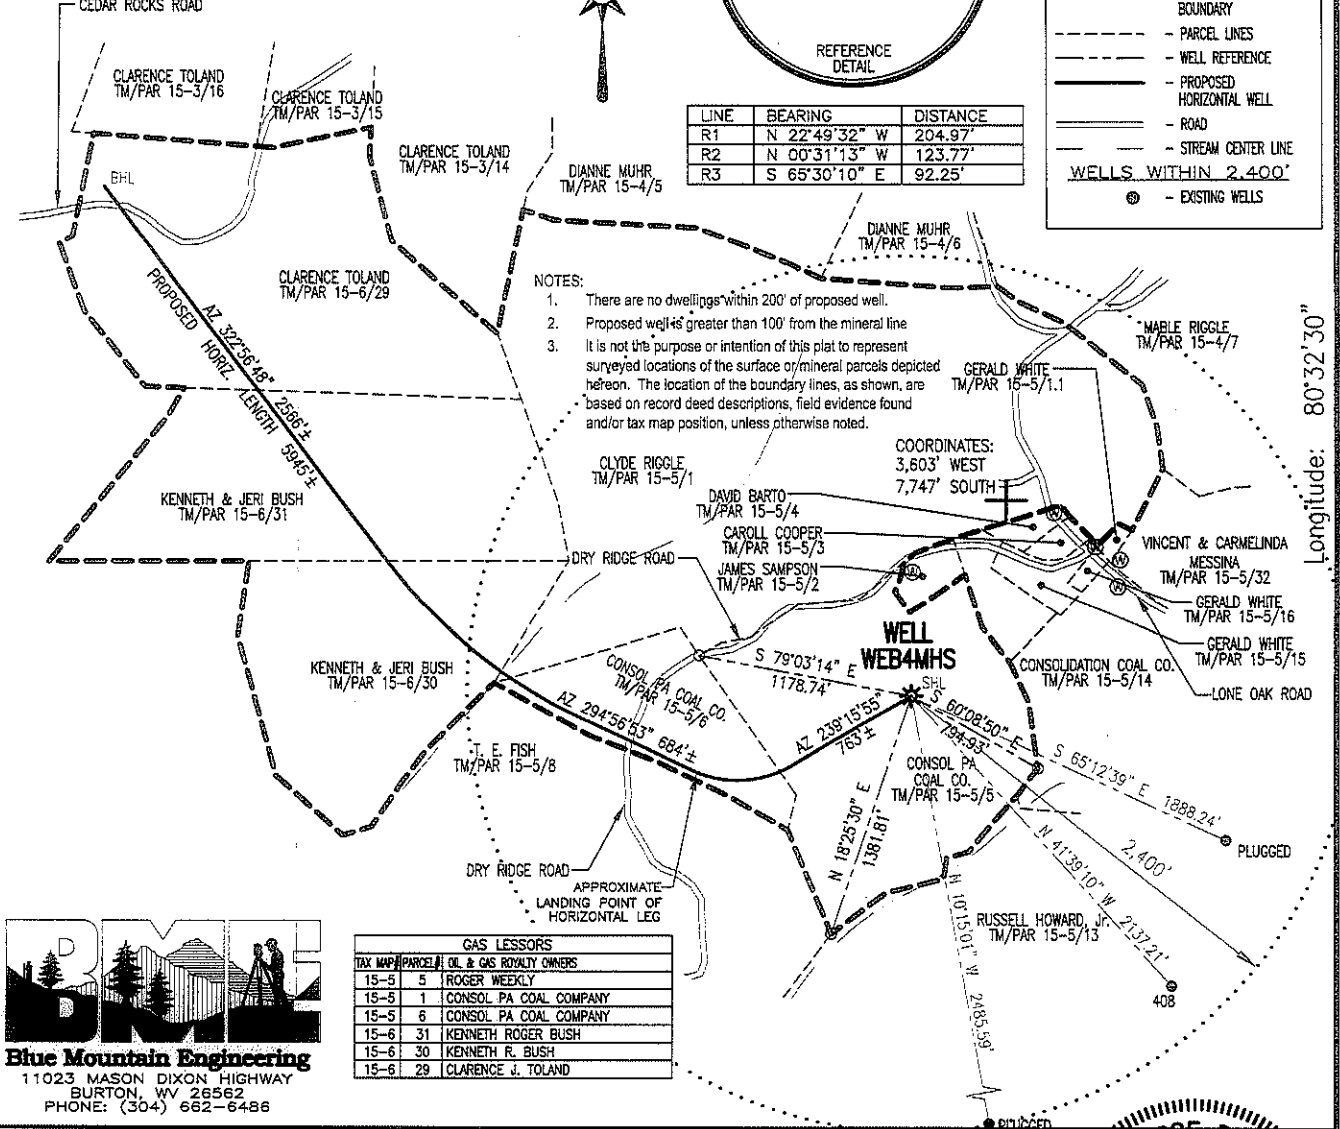 CEDAR ROCKS ROAD
CLARENCE TOLAND
TM/PAR 15-3/16
CLARENCE TOLAND
TM/PAR 15-3/15
CLARENCE TOLAND
TM/PAR 15-3/14
DIANNE MUHR
TM/PAR 15-4/5
REFERENCE
DETAIL
LINE BEARING DISTANCE
R1 N 22°49'32" W 204.97'
R2 N 00°31'13" W 123.77'
R3 S 65°30'10" E 92.25'
BOUNDARY
- PARCEL LINES
- WELL REFERENCE
- PROPOSED
HORIZONTAL WELL
- ROAD
- STREAM CENTER LINE
WELLS WITHIN 2,400'
- EXISTING WELLS
BHL
PROPOSED HORIZ. LENGTH 5945'±
AZ 322°56'48" 2566'±
CLARENCE TOLAND
TM/PAR 15-6/29
DIANNE MUHR
TM/PAR 15-4/6
NOTES:
1. There are no dwellings within 200' of proposed well.
2. Proposed well is greater than 100' from the mineral line
3. It is not the purpose or intention of this plat to represent
surveyed locations of the surface or mineral parcels depicted
hereon. The location of the boundary lines, as shown, are
based on record deed descriptions, field evidence found
and/or tax map position, unless otherwise noted.
MABLE RIGGLE
TM/PAR 15-4/7
GERALD WHITE
TM/PAR 15-5/1.1
Longitude: 80°32'30"
COORDINATES:
3,603' WEST
7,747' SOUTH
CLYDE RIGGLE
TM/PAR 15-5/1
KENNETH & JERI BUSH
TM/PAR 15-6/31
DAVID BARTO
TM/PAR 15-5/4
CAROLL COOPER
TM/PAR 15-5/3
JAMES SAMPSON
TM/PAR 15-5/2
DRY RIDGE ROAD
W
W
W
W
W
VINCENT & CARMELINDA
MESSINA
TM/PAR 15-5/32
GERALD WHITE
TM/PAR 15-5/16
GERALD WHITE
TM/PAR 15-5/15
LONE OAK ROAD
CONSOLIDATION COAL CO.
TM/PAR 15-5/14
WELL
WEB4MHS
SHL
S 79°03'14" E
1178.74'
KENNETH & JERI BUSH
TM/PAR 15-6/30
CONSOL PA COAL CO.
TM/PAR 15-5/6
AZ 294°56'53" 684'±
AZ 239°15'55"
763'±
S 60°08'50" E
794.93'
S 65°12'39" E 1888.24'
PLUGGED
T. E. FISH
TM/PAR 15-5/8
CONSOL PA
COAL CO.
TM/PAR 15-5/5
N 18°25'30" E
1381.81'
2,400'
N 41°39'10" W 2137.21'
408
N 10°15'01" W 2485.59'
PLUGGED
RUSSELL HOWARD, Jr.
TM/PAR 15-5/13
DRY RIDGE ROAD
APPROXIMATE
LANDING POINT OF
HORIZONTAL LEG
GAS LESSORS
TAX MAP# PARCEL# OIL & GAS ROYALTY OWNERS
15-5 5 ROGER WEEKLY
15-5 1 CONSOL PA COAL COMPANY
15-5 6 CONSOL PA COAL COMPANY
15-6 31 KENNETH ROGER BUSH
15-6 30 KENNETH R. BUSH
15-6 29 CLARENCE J. TOLAND
BME
Blue Mountain Engineering
11023 MASON DIXON HIGHWAY
BURTON, WV 26562
PHONE: (304) 662-6486